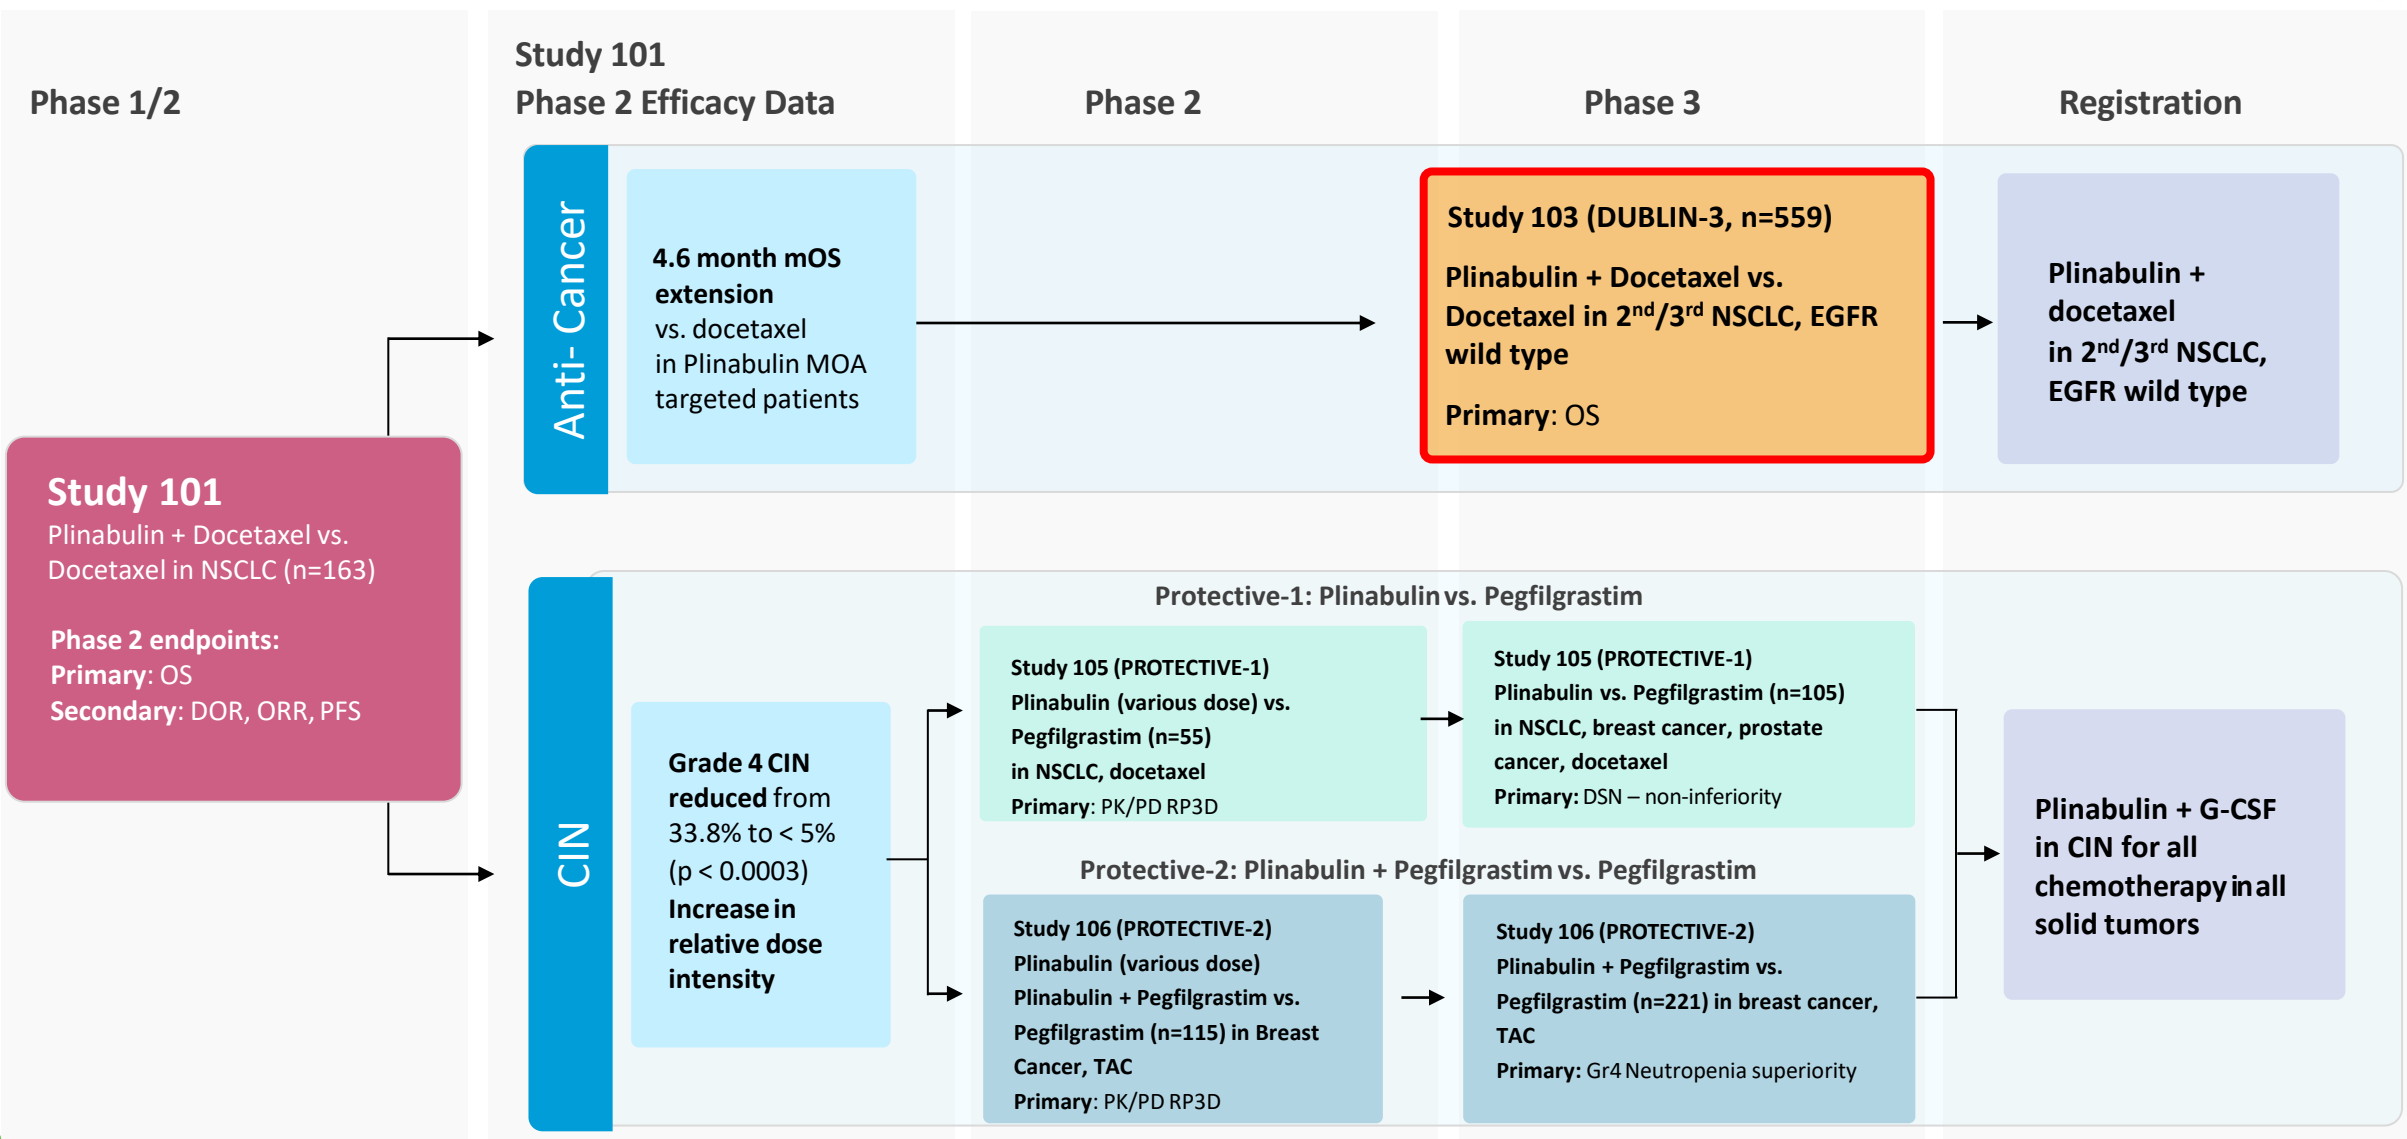 Phase 1/2
Study 101
Phase 2 Efficacy Data
Phase 2
Phase 3
Registration
Study 101
Plinabulin + Docetaxel vs.
Docetaxel in NSCLC (n=163)
Phase 2 endpoints:
Primary: OS
Secondary: DOR, ORR, PFS
Anti- Cancer
4.6 month mOS
extension
vs. docetaxel
in Plinabulin MOA
targeted patients
Study 103 (DUBLIN-3, n=559)
Plinabulin + Docetaxel vs.
Docetaxel in 2nd/3rd NSCLC, EGFR
wild type
Primary: OS
Plinabulin +
docetaxel
in 2nd/3rd NSCLC,
EGFR wild type
CIN
Grade 4 CIN
reduced from
33.8% to < 5%
(p < 0.0003)
Increase in
relative dose
intensity
Protective-1: Plinabulin vs. Pegfilgrastim
Study 105 (PROTECTIVE-1)
Plinabulin (various dose) vs.
Pegfilgrastim (n=55)
in NSCLC, docetaxel
Primary: PK/PD RP3D
Study 105 (PROTECTIVE-1)
Plinabulin vs. Pegfilgrastim (n=105)
in NSCLC, breast cancer, prostate
cancer, docetaxel
Primary: DSN – non-inferiority
Protective-2: Plinabulin + Pegfilgrastim vs. Pegfilgrastim
Study 106 (PROTECTIVE-2)
Plinabulin (various dose)
Plinabulin + Pegfilgrastim vs.
Pegfilgrastim (n=115) in Breast
Cancer, TAC
Primary: PK/PD RP3D
Study 106 (PROTECTIVE-2)
Plinabulin + Pegfilgrastim vs.
Pegfilgrastim (n=221) in breast cancer,
TAC
Primary: Gr4 Neutropenia superiority
Plinabulin + G-CSF
in CIN for all
chemotherapy in all
solid tumors